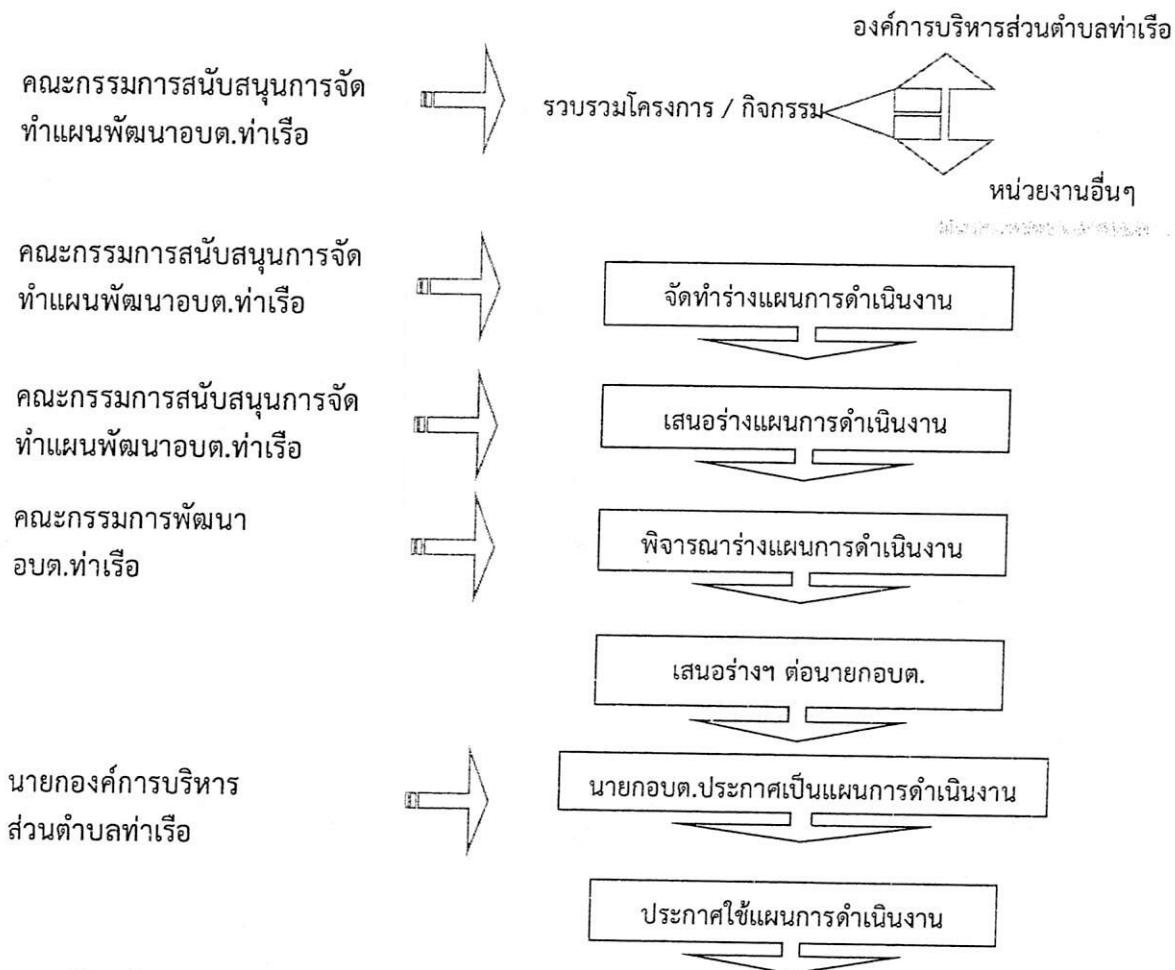 องค์การบริหารส่วนตำบลท่าเรือ
คณะกรรมการสนับสนุนการจัด
ทำแผนพัฒนาอบต.ท่าเรือ
รวบรวมโครงการ / กิจกรรม
หน่วยงานอื่นๆ
คณะกรรมการสนับสนุนการจัด
ทำแผนพัฒนาอบต.ท่าเรือ
จัดทำร่างแผนการดำเนินงาน
คณะกรรมการสนับสนุนการจัด
ทำแผนพัฒนาอบต.ท่าเรือ
เสนอร่างแผนการดำเนินงาน
คณะกรรมการพัฒนา
อบต.ท่าเรือ
พิจารณาร่างแผนการดำเนินงาน
เสนอร่างฯ ต่อนายกอบต.
นายกองค์การบริหาร
ส่วนตำบลท่าเรือ
นายกอบต.ประกาศเป็นแผนการดำเนินงาน
ประกาศใช้แผนการดำเนินงาน